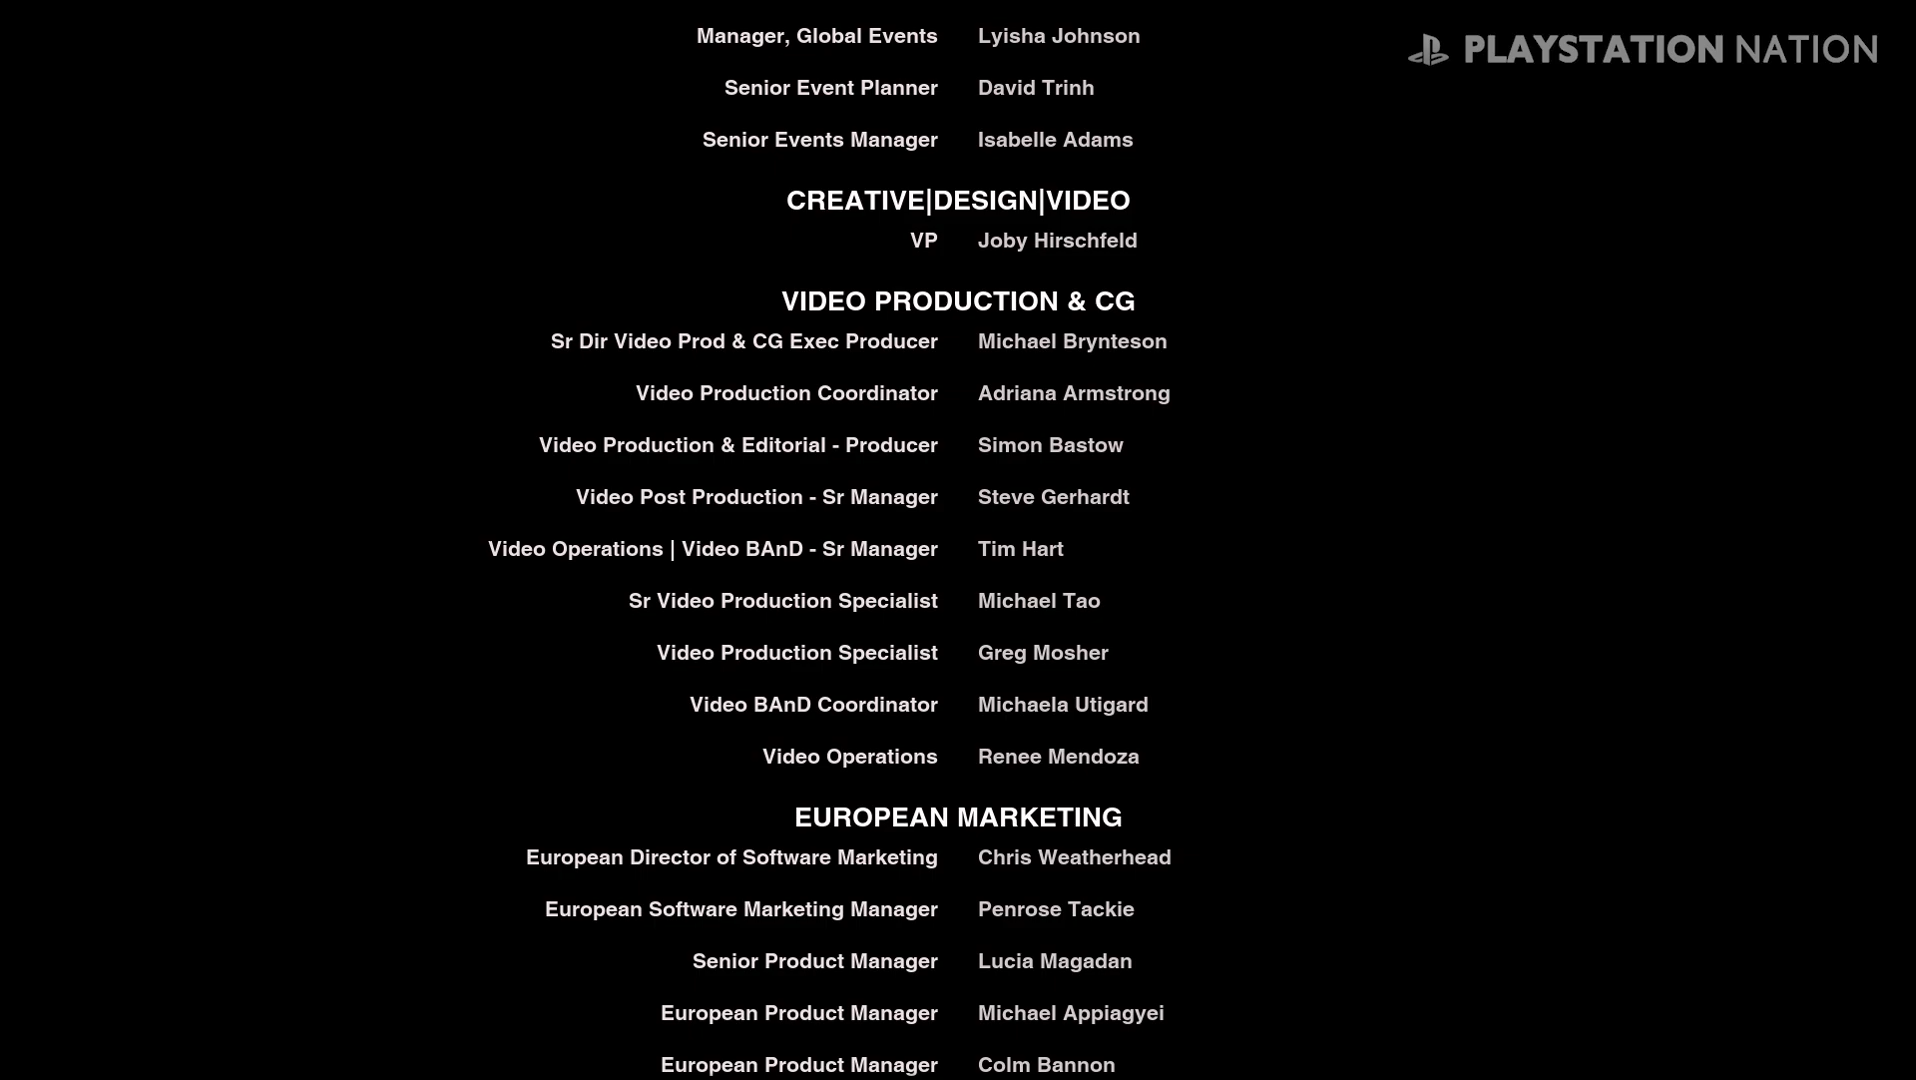 Manager, Global Events Lyisha Johnson
PLAYSTATION NATION
Senior Event Planner David Trinh
Senior Events Manager Isabelle Adams
CREATIVE|DESIGN|VIDEO
VP Joby Hirschfeld
VIDEO PRODUCTION & CG
Sr Dir Video Prod & CG Exec Producer Michael Brynteson
Video Production Coordinator Adriana Armstrong
Video Production & Editorial - Producer Simon Bastow
Video Post Production - Sr Manager Steve Gerhardt
Video Operations | Video BAnD - Sr Manager Tim Hart
Sr Video Production Specialist Michael Tao
Video Production Specialist Greg Mosher
Video BAnD Coordinator Michaela Utigard
Video Operations Renee Mendoza
EUROPEAN MARKETING
European Director of Software Marketing Chris Weatherhead
European Software Marketing Manager Penrose Tackie
Senior Product Manager Lucia Magadan
European Product Manager Michael Appiagyei
European Product Manager Colm Bannon